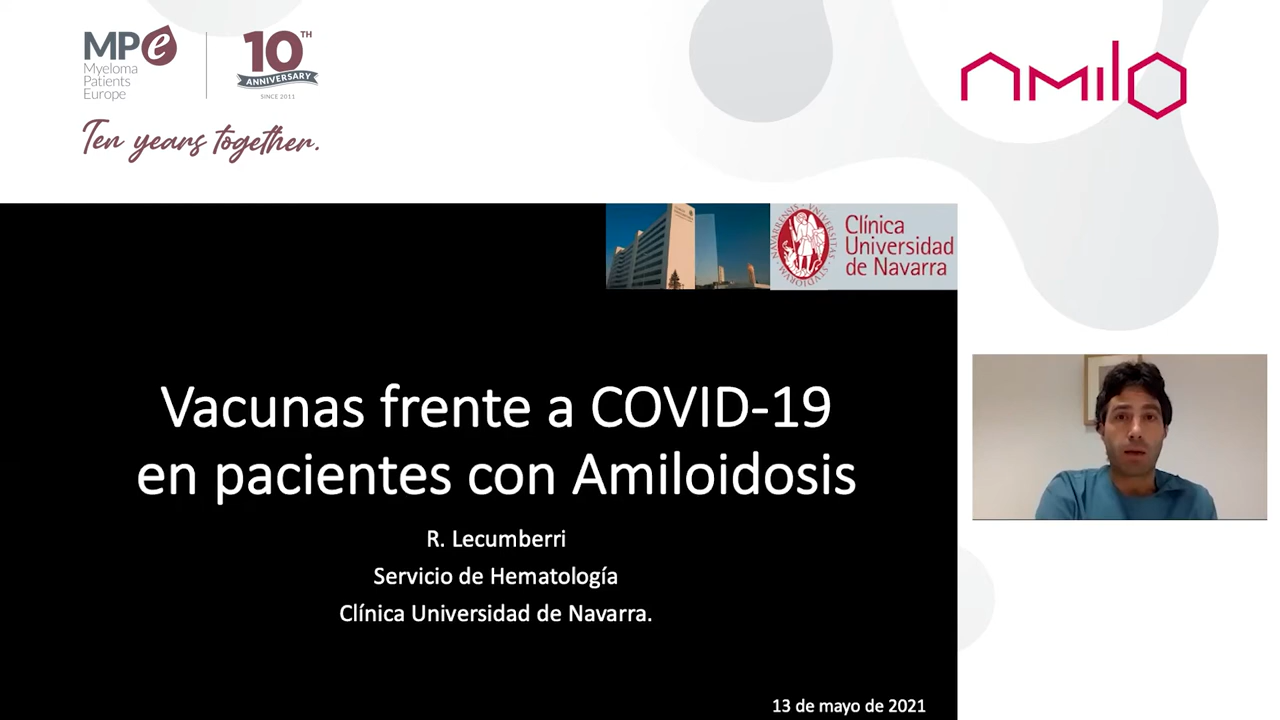 MPe
Myeloma
Patients
Europe
10TH
ANNIVERSARY
SINCE 2011
Ten years together.
amilo
Clínica
Universidad
de Navarra
Vacunas frente a COVID-19
en pacientes con Amiloidosis
R. Lecumberri
Servicio de Hematología
Clínica Universidad de Navarra.
13 de mayo de 2021